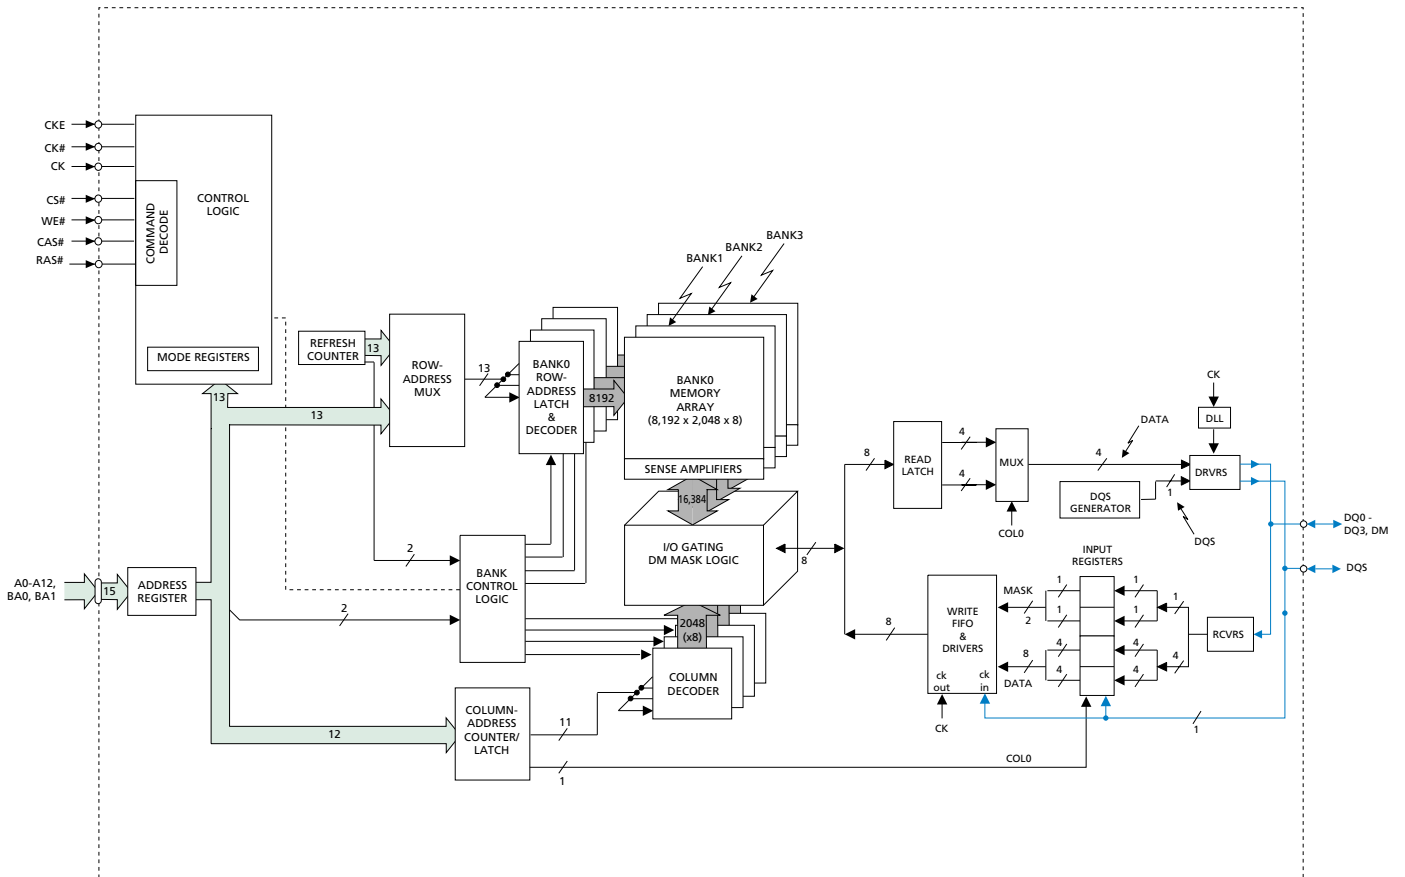 CKE
CK#
CK
CS#
WE#
CAS#
RAS#
COMMAND
DECODE
CONTROL
LOGIC
MODE REGISTERS
REFRESH
COUNTER
13
ROW-
ADDRESS
MUX
13
13
13
BANK0
ROW-
ADDRESS
LATCH
&
DECODER
8192
BANK1
BANK2
BANK3
BANK0
MEMORY
ARRAY
(8,192 x 2,048 x 8)
SENSE AMPLIFIERS
16,384
I/O GATING
DM MASK LOGIC
8
2048
(x8)
COLUMN
DECODER
A0-A12,
BA0, BA1
15
ADDRESS
REGISTER
2
2
BANK
CONTROL
LOGIC
12
COLUMN-
ADDRESS
COUNTER/
LATCH
11
1
COL0
8
READ
LATCH
4
4
MUX
COL0
4
DATA
CK
DLL
DRVRS
DQS
GENERATOR
1
DQS
DQ0 -
DQ3, DM
DQS
INPUT
REGISTERS
8
WRITE
FIFO
&
DRIVERS
ck
out
ck
in
CK
MASK
2
8
DATA
1
1
4
4
1
1
4
4
1
4
RCVRS
1